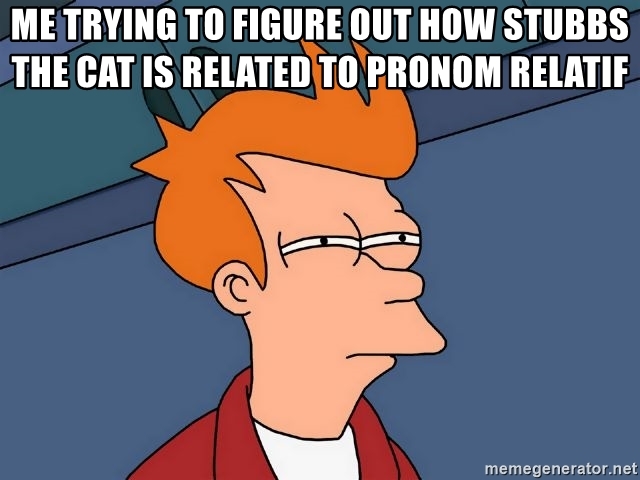 ME TRYING TO FIGURE OUT HOW STUBBS
THE CAT IS RELATED TO PRONOM RELATIF
memegenerator.net